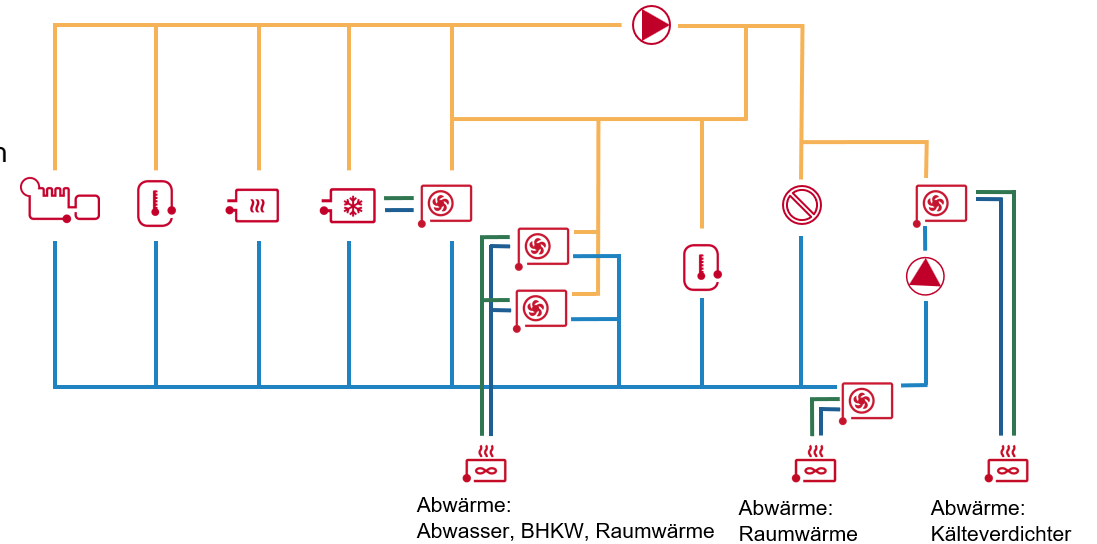 n
Abwärme:
Abwasser, BHKW, Raumwärme
Abwärme:
Raumwärme
Abwärme:
Kälteverdichter